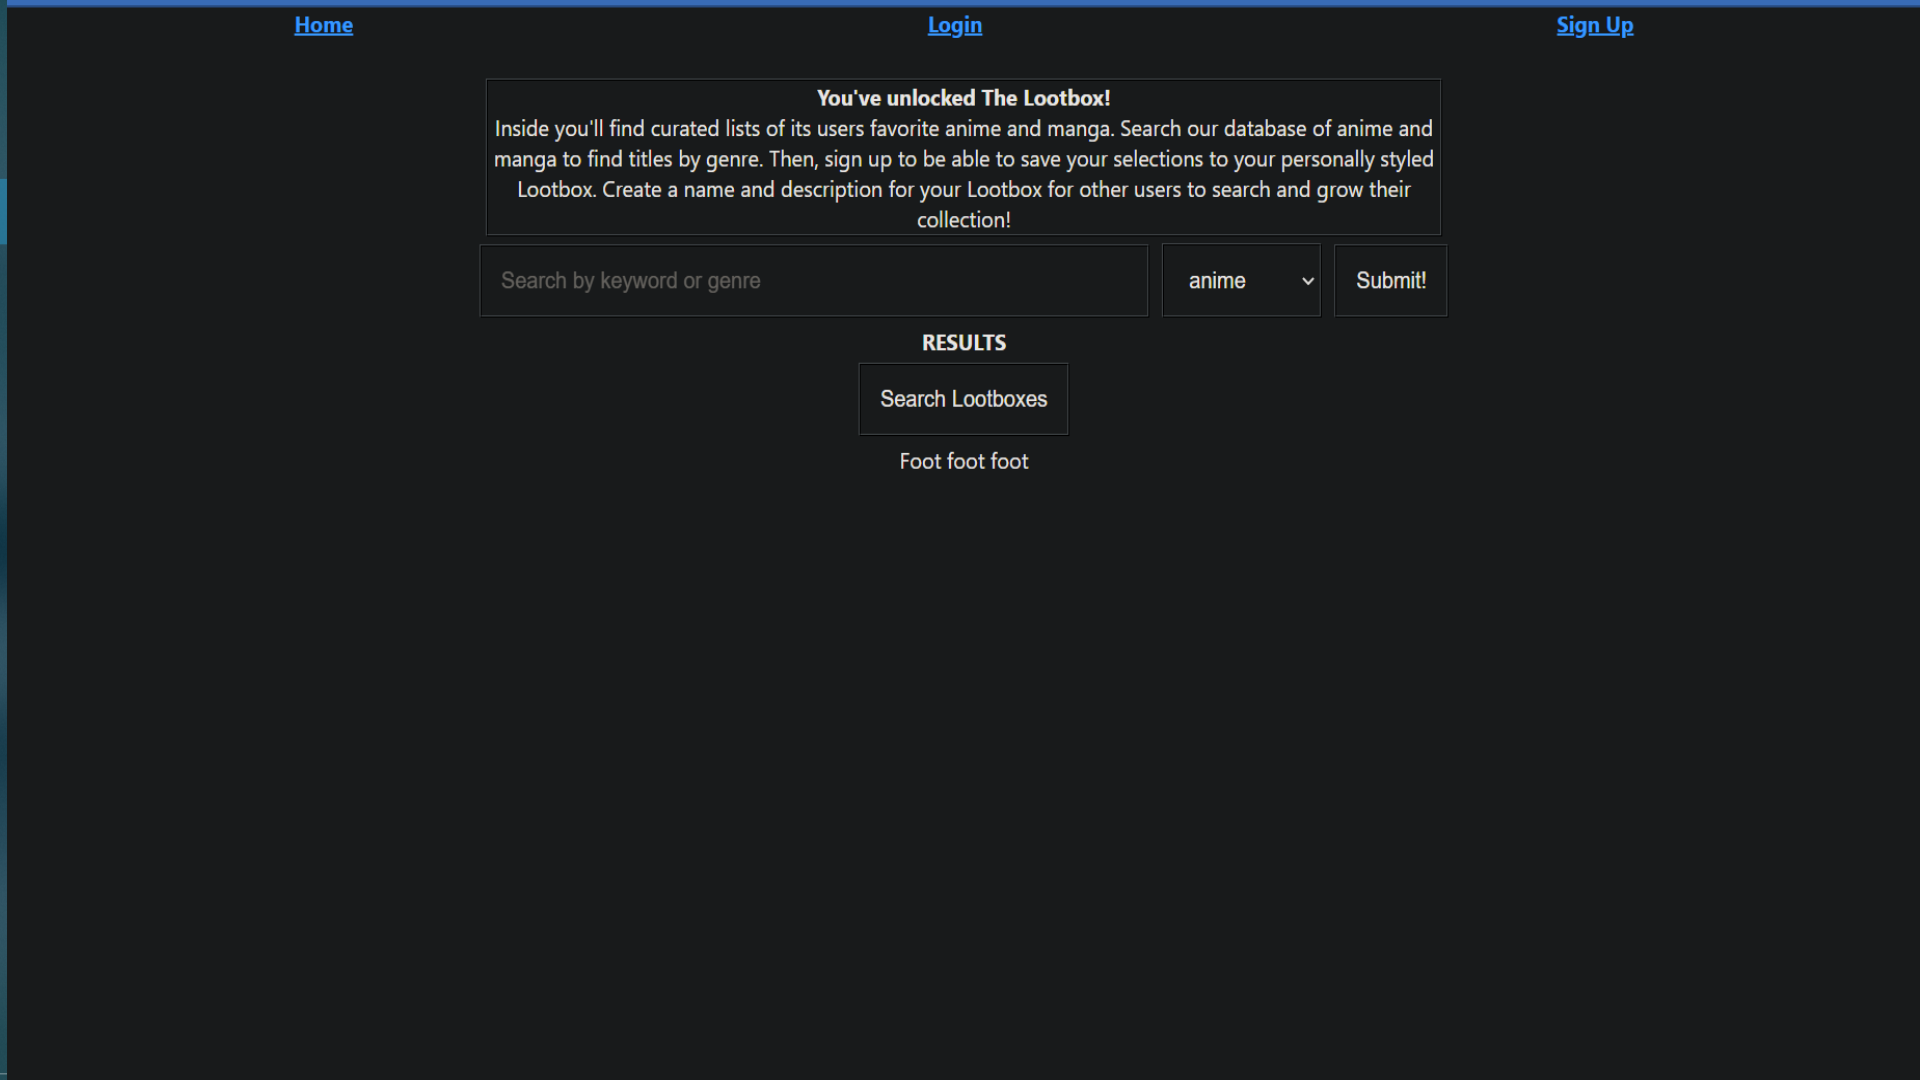 Home Login Sign Up
You've unlocked The Lootbox!
Inside you'll find curated lists of its users favorite anime and manga. Search our database of anime and
manga to find titles by genre. Then, sign up to be able to save your selections to your personally styled
Lootbox. Create a name and description for your Lootbox for other users to search and grow their
collection!
Search by keyword or genre anime Submit!
RESULTS
Search Lootboxes
Foot foot foot